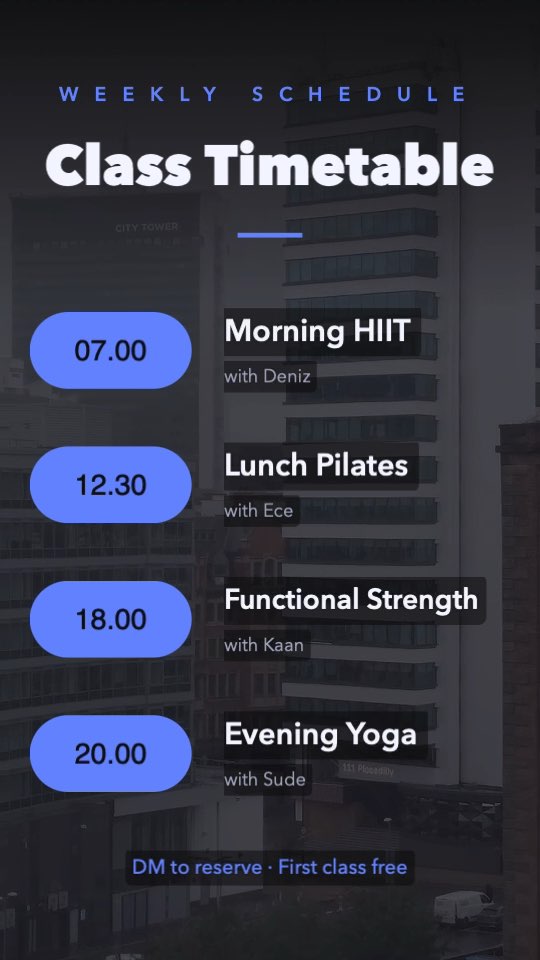 WEEKLY SCHEDULE
Class Timetable
CITY TOWER
07.00
Morning HIIT
with Deniz
12.30
Lunch Pilates
with Ece
18.00
Functional Strength
with Kaan
20.00
Evening Yoga
with Sude
111 Piccadilly
DM to reserve · First class free